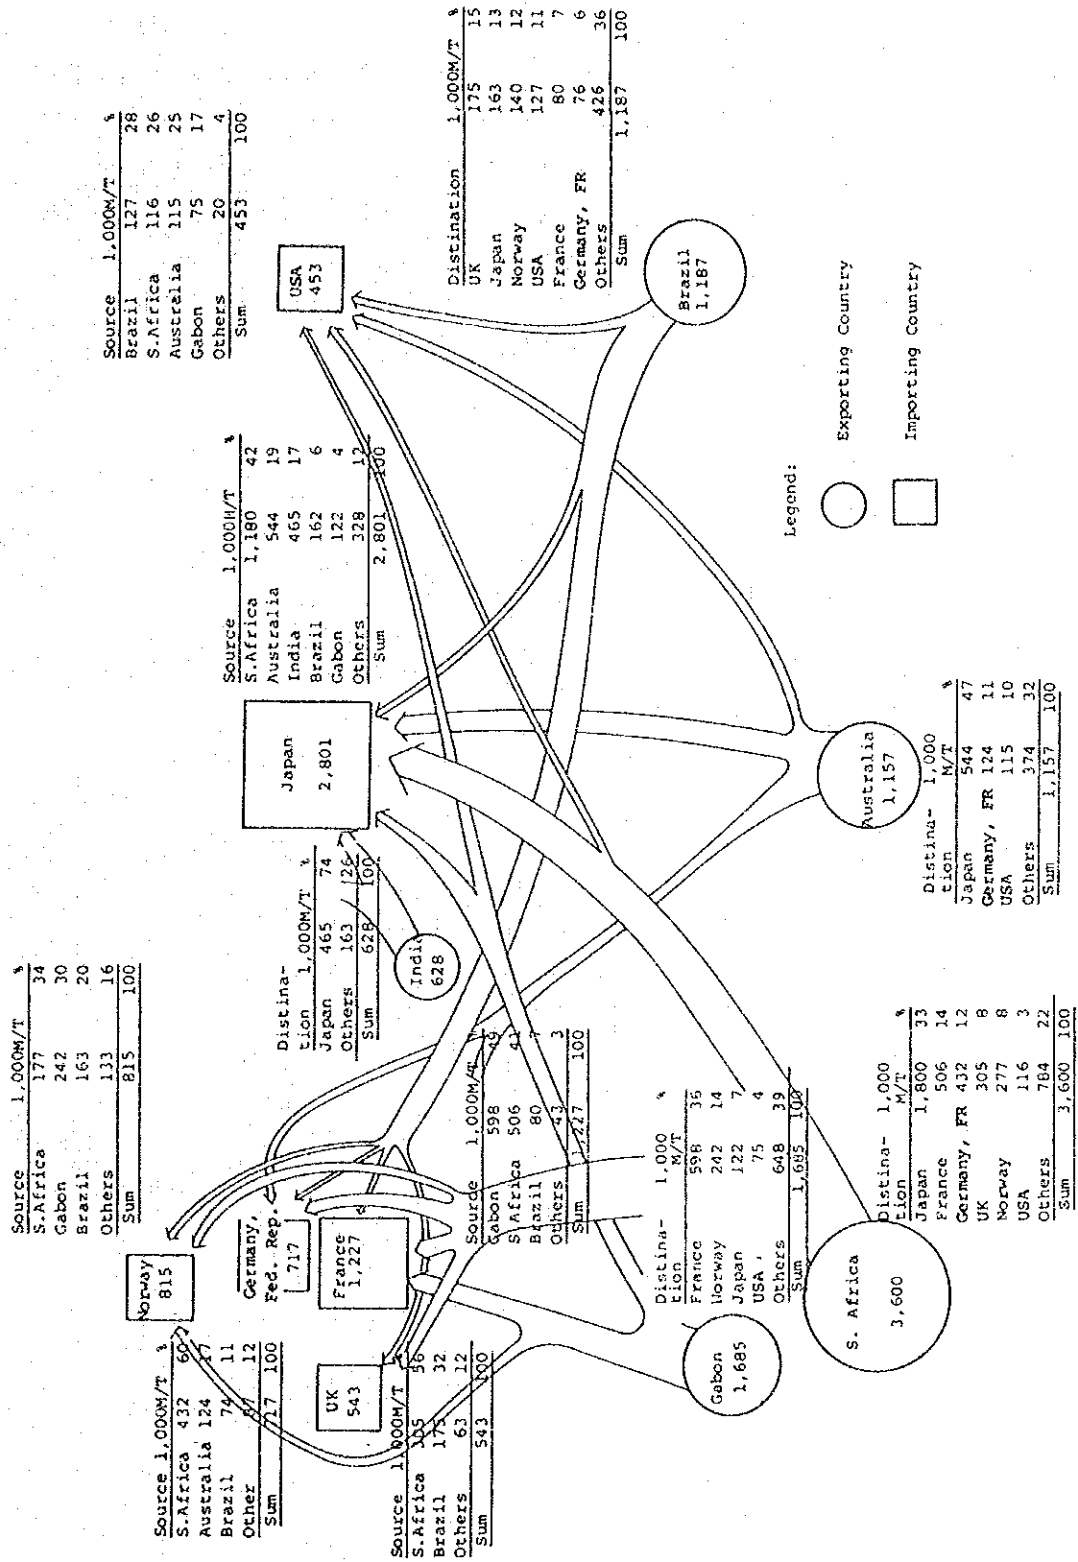 Source 1,000M/T %
S.Africa 177 34
Gabon 242 30
Brazil 163 20
Others 133 16
Sum 815 100
Source 1,000M/T %
Brazil 127 28
S.Africa 116 26
Australia 115 25
Gabon 75 17
Others 20 4
Sum 453 100
Norway
815
Source 1,000M/T %
S.Africa 432 60
Australia 124 17
Brazil 74 11
Other 12
Sum 100
Germany,
Fed. Rep.
717
France
1,227
UK
543
Source %
S.Africa 56
Brazil 32
Others 63 12
Sum 543 100
Japan
2,801
Source 1,000M/T %
S.Africa 1,180 42
Australia 544 19
India 465 17
Brazil 162 6
Gabon 122 4
Others 328 12
Sum 2,801 100
USA
453
Distina-
tion 1,000M/T %
Japan 465 74
Others 163 26
Sum 628 100
India
628
Distination 1,000M/T %
UK 175 15
Japan 163 13
Norway 140 12
USA 127 11
France 80 7
Germany, FR 76 6
Others 426 36
Sum 1,187 100
Source 1,000M/T
Gabon 598 49
S.Africa 506 41
Brazil 80
Others 43 3
Sum 1,227 100
Brazil
1,187
Distina- 1,000 %
tion M/T
France 598 36
Norway 242 14
Japan 122 7
USA 75 4
Others 648 39
Sum 1,685 100
Gabon
1,685
S. Africa
3,600
Australia
1,157
Legend:
Exporting Country
Importing Country
Distina- 1,000 %
tion M/T
Japan 1,800 33
France 506 14
Germany, FR 432 12
UK 305 8
Norway 277 8
USA 116 3
Others 784 22
Sum 3,600 100
Distina- 1,000 %
tion M/T
Japan 544 47
Germany, FR 124 11
USA 115 10
Others 374 32
Sum 1,157 100